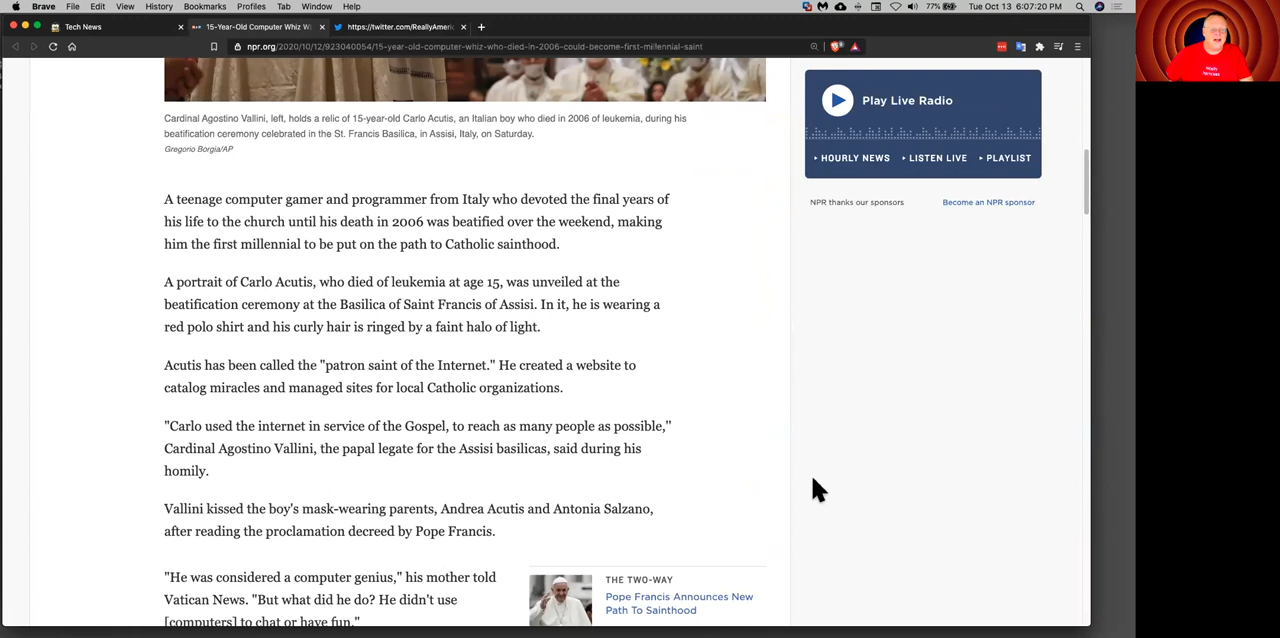 Brave File Edit View History Bookmarks Profiles Tab Window Help 77% Tue Oct 13 6:07:20 PM
Tech News 15-Year-Old Computer Whiz W https://twitter.com/ReallyAmeri
npr.org/2020/10/12/923040054/15-year-old-computer-whiz-who-died-in-2006-could-become-first-millennial-saint
Cardinal Agostino Vallini, left, holds a relic of 15-year-old Carlo Acutis, an Italian boy who died in 2006 of leukemia, during his
beatification ceremony celebrated in the St. Francis Basilica, in Assisi, Italy, on Saturday.
Gregorio Borgia/AP
A teenage computer gamer and programmer from Italy who devoted the final years of
his life to the church until his death in 2006 was beatified over the weekend, making
him the first millennial to be put on the path to Catholic sainthood.
A portrait of Carlo Acutis, who died of leukemia at age 15, was unveiled at the
beatification ceremony at the Basilica of Saint Francis of Assisi. In it, he is wearing a
red polo shirt and his curly hair is ringed by a faint halo of light.
Acutis has been called the "patron saint of the Internet." He created a website to
catalog miracles and managed sites for local Catholic organizations.
"Carlo used the internet in service of the Gospel, to reach as many people as possible,"
Cardinal Agostino Vallini, the papal legate for the Assisi basilicas, said during his
homily.
Vallini kissed the boy's mask-wearing parents, Andrea Acutis and Antonia Salzano,
after reading the proclamation decreed by Pope Francis.
"He was considered a computer genius," his mother told
Vatican News. "But what did he do? He didn't use
[computers] to chat or have fun."
THE TWO-WAY
Pope Francis Announces New
Path To Sainthood
Play Live Radio
HOURLY NEWS LISTEN LIVE PLAYLIST
NPR thanks our sponsors Become an NPR sponsor